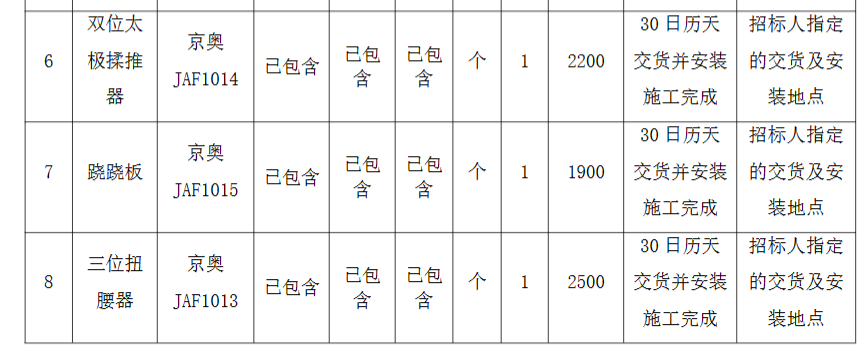 6
双位太
极揉推
器
京奥
JAF1014
已包含
已包
含
已包
含
个
1
2200
30 日历天
交货并安装
施工完成
招标人指定
的交货及安
装地点
7
跷跷板
京奥
JAF1015
已包含
已包
含
已包
含
个
1
1900
30 日历天
交货并安装
施工完成
招标人指定
的交货及安
装地点
8
三位扭
腰器
京奥
JAF1013
已包含
已包
含
已包
含
个
1
2500
30 日历天
交货并安装
施工完成
招标人指定
的交货及安
装地点